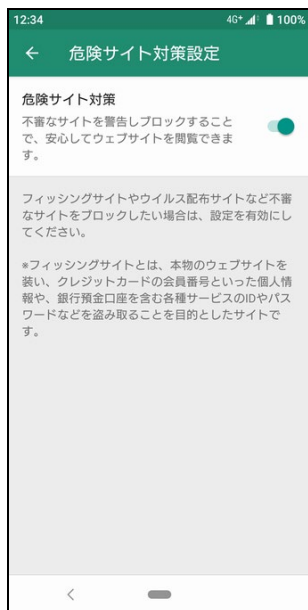 12:34 4G+ 100%
危険サイト対策設定
危険サイト対策
不審なサイトを警告しブロックすること
で、安心してウェブサイトを閲覧できま
す。
フィッシングサイトやウイルス配布サイトなど不審
なサイトをブロックしたい場合は、設定を有効にし
てください。
※フィッシングサイトとは、本物のウェブサイトを
装い、クレジットカードの会員番号といった個人情
報や、銀行預金口座を含む各種サービスのIDやパス
ワードなどを盗み取ることを目的としたサイトで
す。